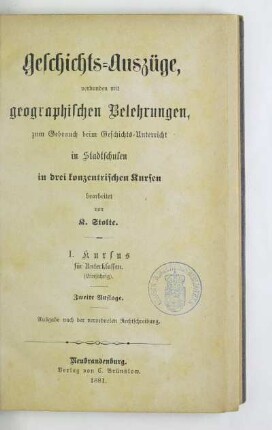 Geschichts=Auszüge,
verbunden mit
geographischen Belehrungen,
zum Gebrauch beim Geschichts=Unterricht
in Stadtschulen
in drei konzentrischen Kursen
bearbeitet
von
K. Stolte.
I. Kursus
für Unterklassen.
Zweite Auflage.
Ausgabe nach der verordneten Rechtschreibung.
Neubrandenburg.
Verlag von C. Brünslow.
1881.